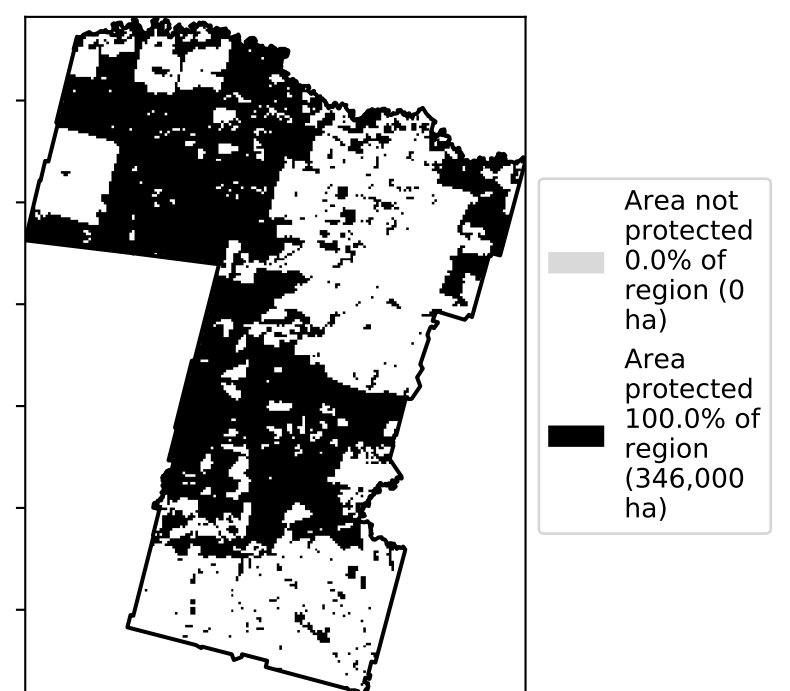 Area not
protected
0.0% of
region (0
ha)
Area
protected
100.0% of
region
(346,000
ha)